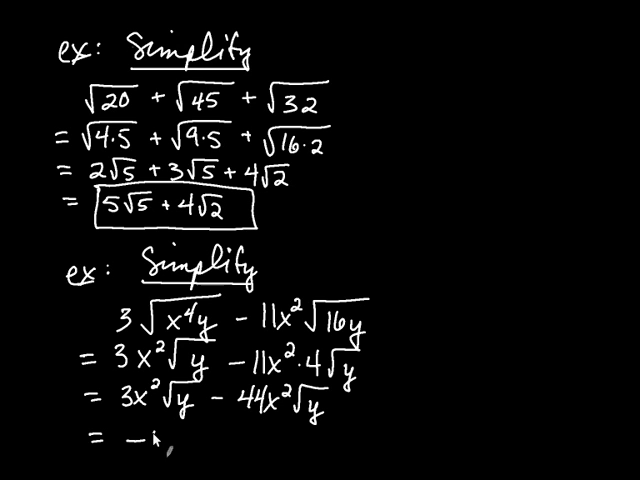 ex: Simplify
√20 + √45 + √32
= √4·5 + √9·5 + √16·2
= 2√5 + 3√5 + 4√2
= 5√5 + 4√2
ex: Simplify
3√x⁴y - 11x²√16y
= 3x²√y - 11x²·4√y
= 3x²√y - 44x²√y
= -